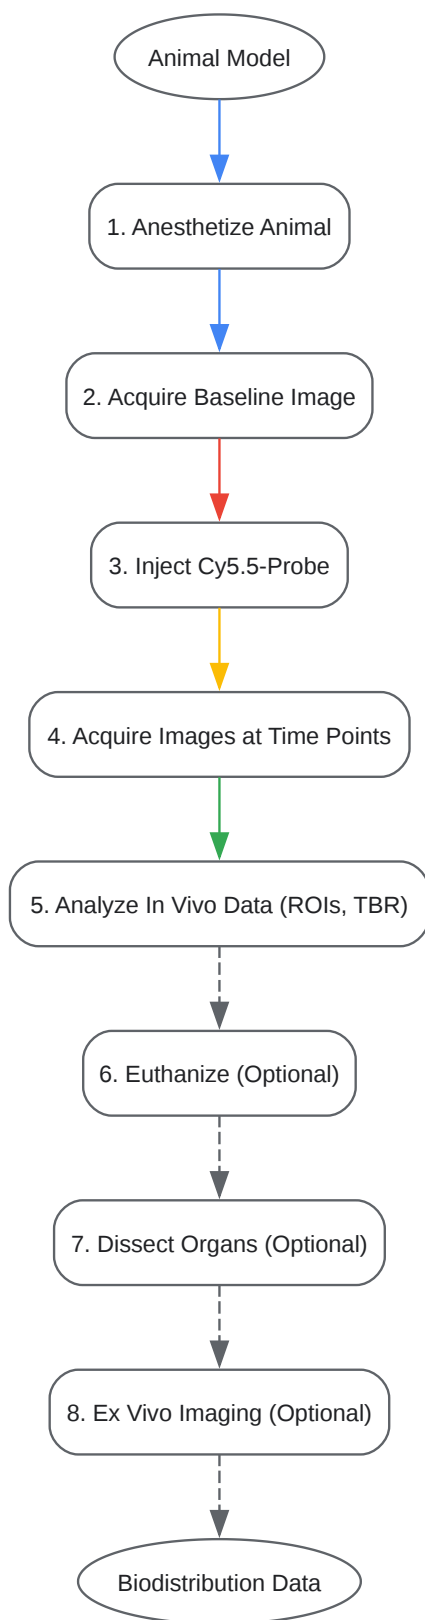 Animal Model
1. Anesthetize Animal
2. Acquire Baseline Image
3. Inject Cy5.5-Probe
4. Acquire Images at Time Points
5. Analyze In Vivo Data (ROIs, TBR)
6. Euthanize (Optional)
7. Dissect Organs (Optional)
8. Ex Vivo Imaging (Optional)
Biodistribution Data